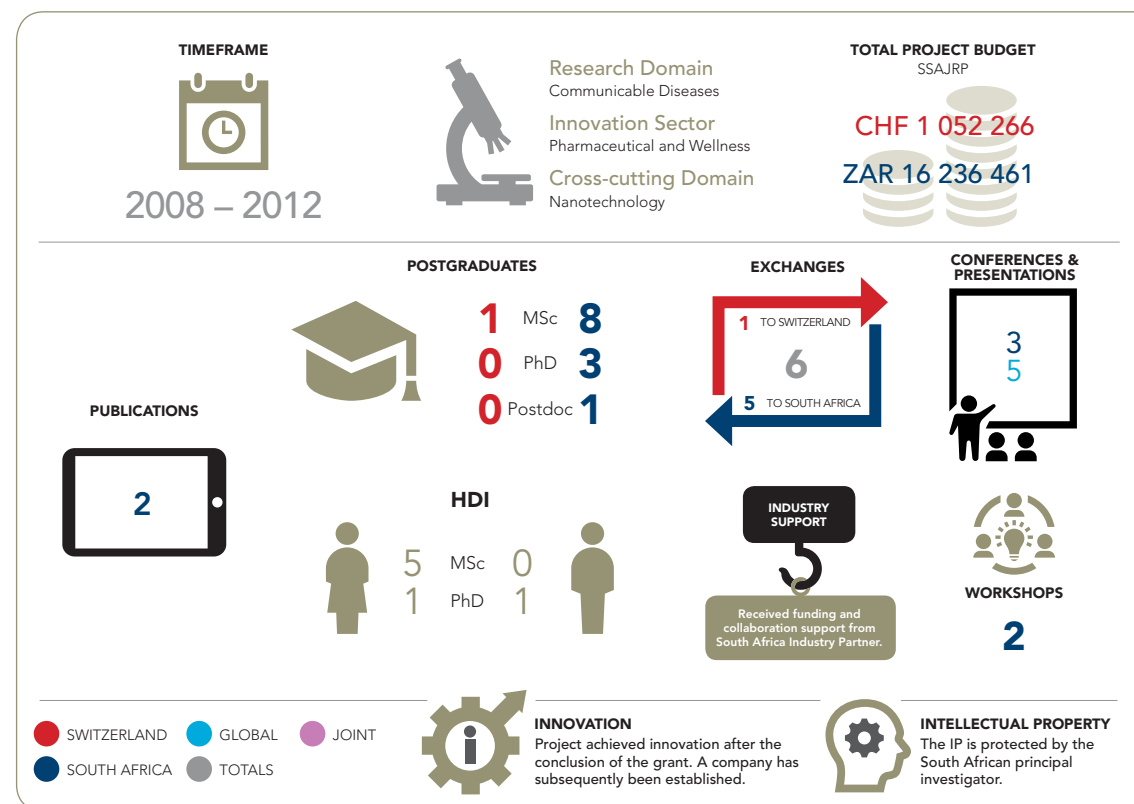 TIMEFRAME
2008 – 2012
Research Domain
Communicable Diseases
Innovation Sector
Pharmaceutical and Wellness
Cross-cutting Domain
Nanotechnology
TOTAL PROJECT BUDGET
SSAJRP
CHF 1 052 266
ZAR 16 236 461
PUBLICATIONS
2
POSTGRADUATES
1 MSc 8
0 PhD 3
0 Postdoc 1
HDI
5 MSc 0
1 PhD 1
EXCHANGES
1 TO SWITZERLAND
6
5 TO SOUTH AFRICA
CONFERENCES &
PRESENTATIONS
3
5
INDUSTRY
SUPPORT
Received funding and
collaboration support from
South Africa Industry Partner.
WORKSHOPS
2
SWITZERLAND
GLOBAL
JOINT
SOUTH AFRICA
TOTALS
i
INNOVATION
Project achieved innovation after the
conclusion of the grant. A company has
subsequently been established.
INTELLECTUAL PROPERTY
The IP is protected by the
South African principal
investigator.